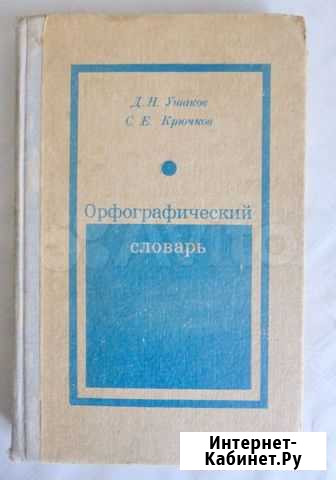 Д. Н. Ушаков
С. Е. Крючков
Орфографический
словарь
Интернет-
Кабинет.Ру